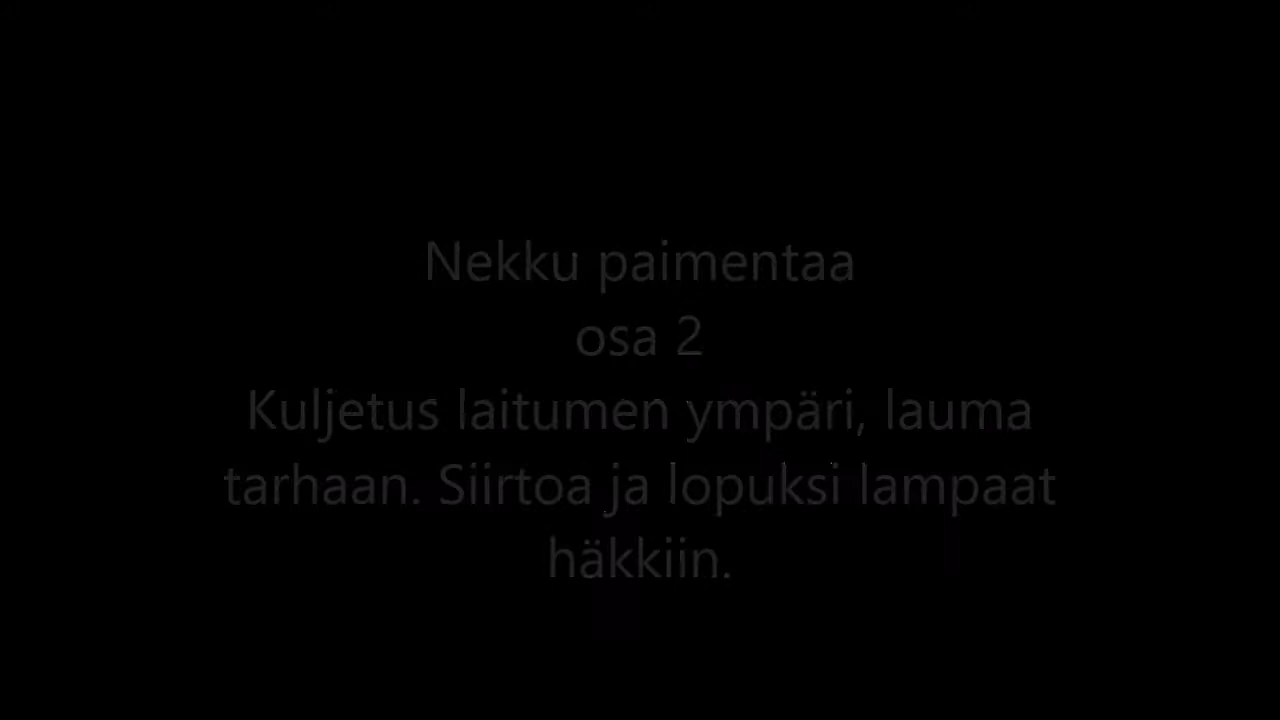 Nekku paimentaa
osa 2
Kuljetus laitumen ympäri, lauma
tarhaan. Siirtoa ja lopuksi lampaat
häkkiin.